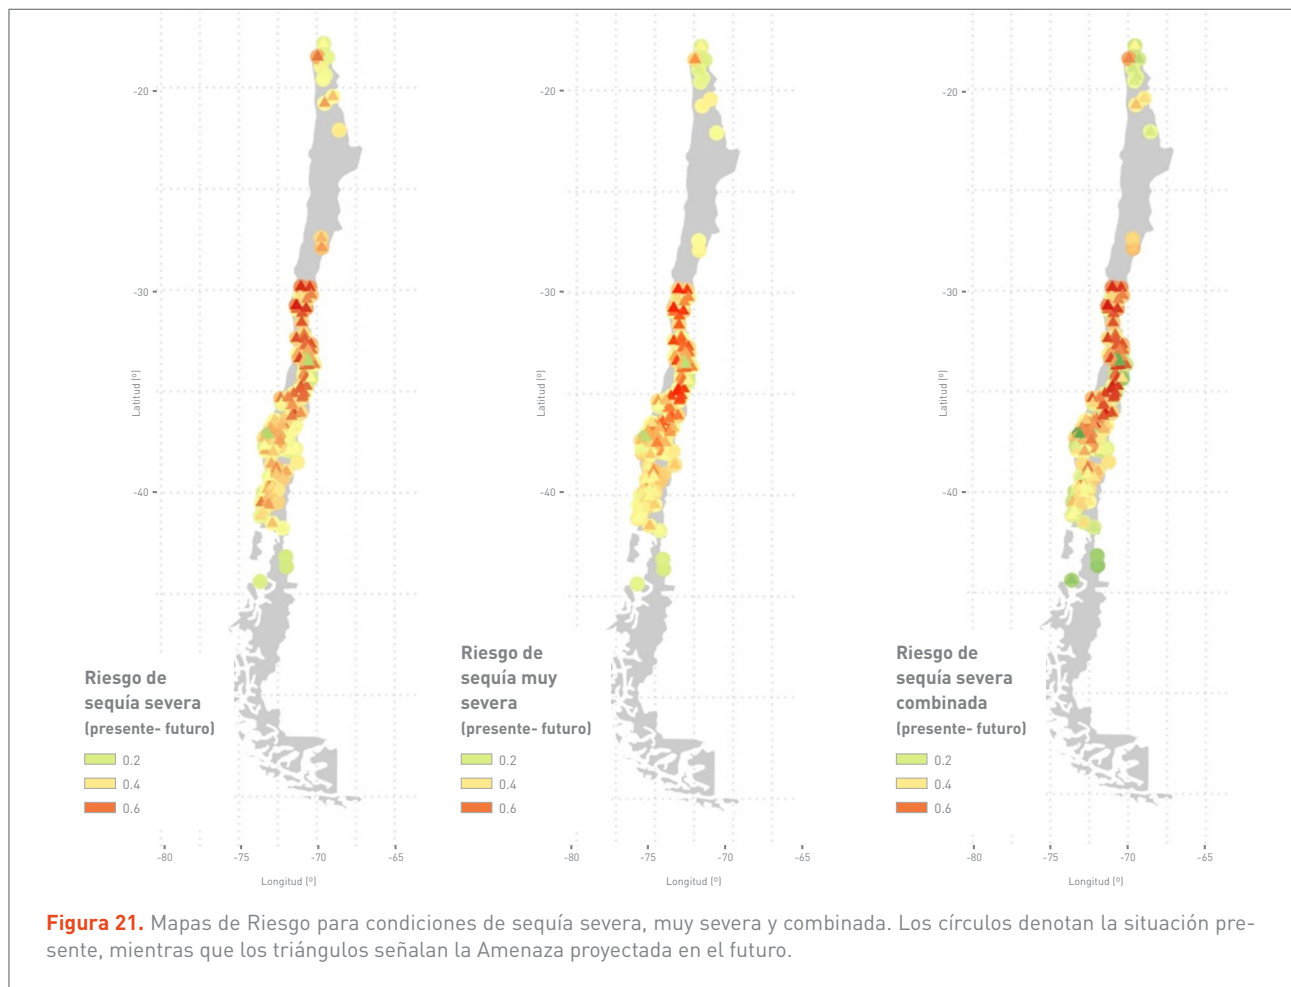 -20
-30
-40
Latitud (º)
Riesgo de
sequía severa
(presente- futuro)
0.2
0.4
0.6
-80
-75
-70
-65
Longitud (º)
-20
-30
-40
Latitud (º)
Riesgo de
sequía muy
severa
(presente- futuro)
0.2
0.4
0.6
-80
-75
-70
-65
Longitud (º)
-20
-30
-40
Latitud (º)
Riesgo de
sequía severa
combinada
(presente- futuro)
0.2
0.4
0.6
-80
-75
-70
-65
Longitud (º)
Figura 21. Mapas de Riesgo para condiciones de sequía severa, muy severa y combinada. Los círculos denotan la situación pre-
sente, mientras que los triángulos señalan la Amenaza proyectada en el futuro.